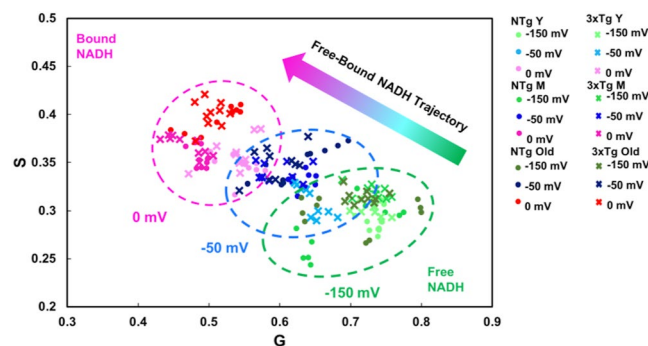 0.5
0.45
0.4
0.35
0.3
0.25
0.2
S
0.3 0.4 0.5 0.6 0.7 0.8 0.9
G
Bound
NADH
Free-Bound NADH Trajectory
0 mV
-50 mV
-150 mV
Free
NADH
NTg Y
-150 mV
-50 mV
0 mV
NTg M
-150 mV
-50 mV
0 mV
NTg Old
-150 mV
-50 mV
0 mV
3xTg Y
-150 mV
-50 mV
0 mV
3xTg M
-150 mV
-50 mV
0 mV
3xTg Old
-150 mV
-50 mV
0 mV